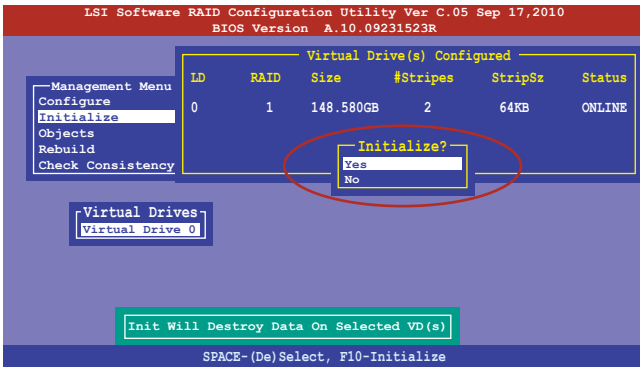 LSI Software RAID Configuration Utility Ver C.05 Sep 17,2010
BIOS Version A.10.09231523R
Virtual Drive(s) Configured
LD RAID Size #Stripes StripSz Status
0 1 148.580GB 2 64KB ONLINE
Management Menu
Configure
Initialize
Objects
Rebuild
Check Consistency
Initialize?
Yes
No
Virtual Drives
Virtual Drive 0
Init Will Destroy Data On Selected VD(s)
SPACE-(De)Select, F10-Initialize